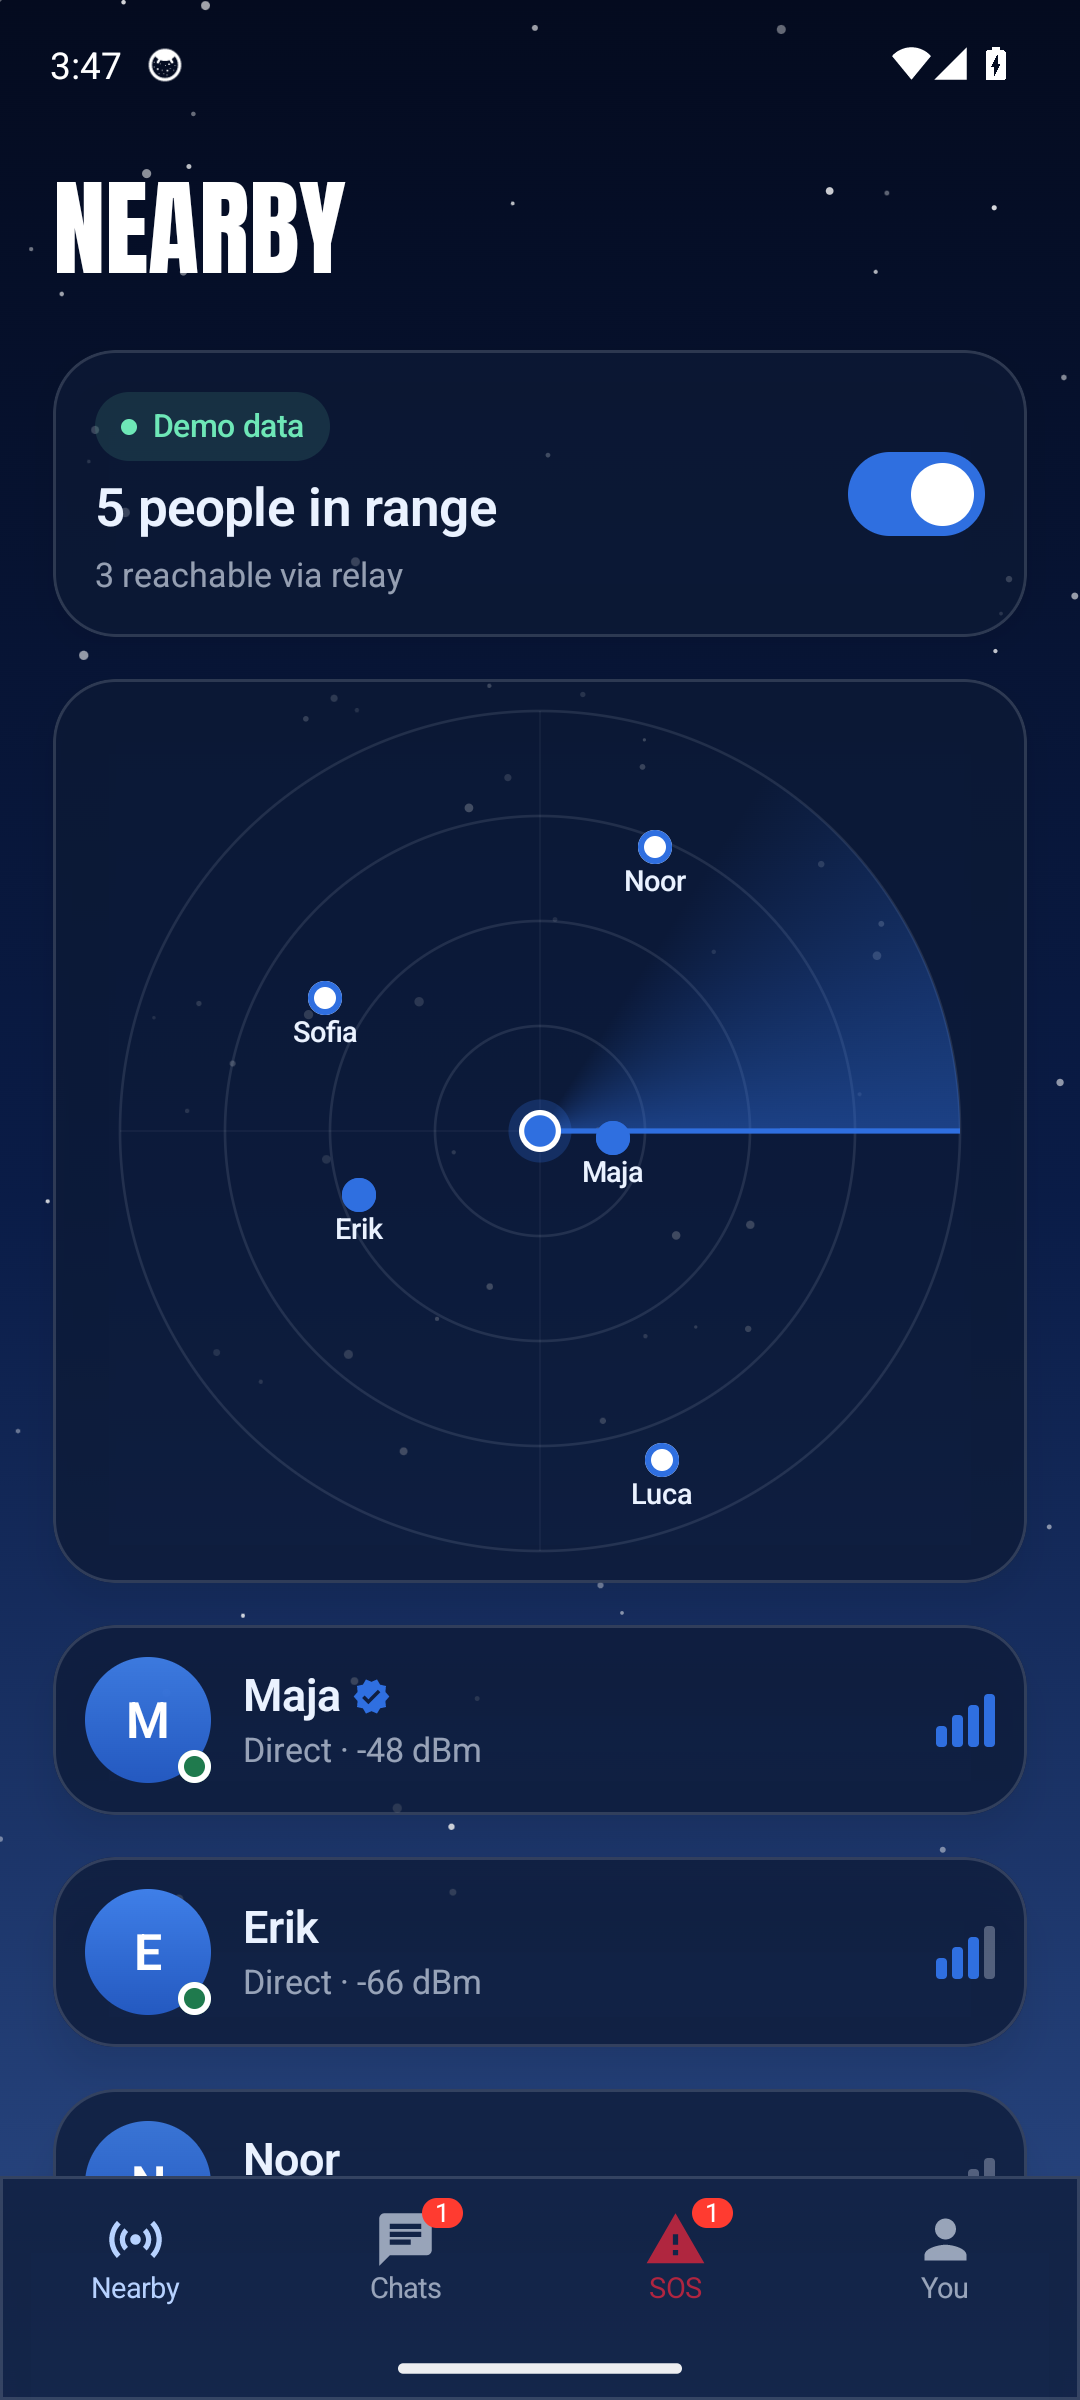 3:47
NEARBY
Demo data
5 people in range
3 reachable via relay
Noor
Sofia
Maja
Erik
Luca
M
Maja
Direct · -48 dBm
E
Erik
Direct · -66 dBm
N
Noor
1
1
Nearby
Chats
SOS
You